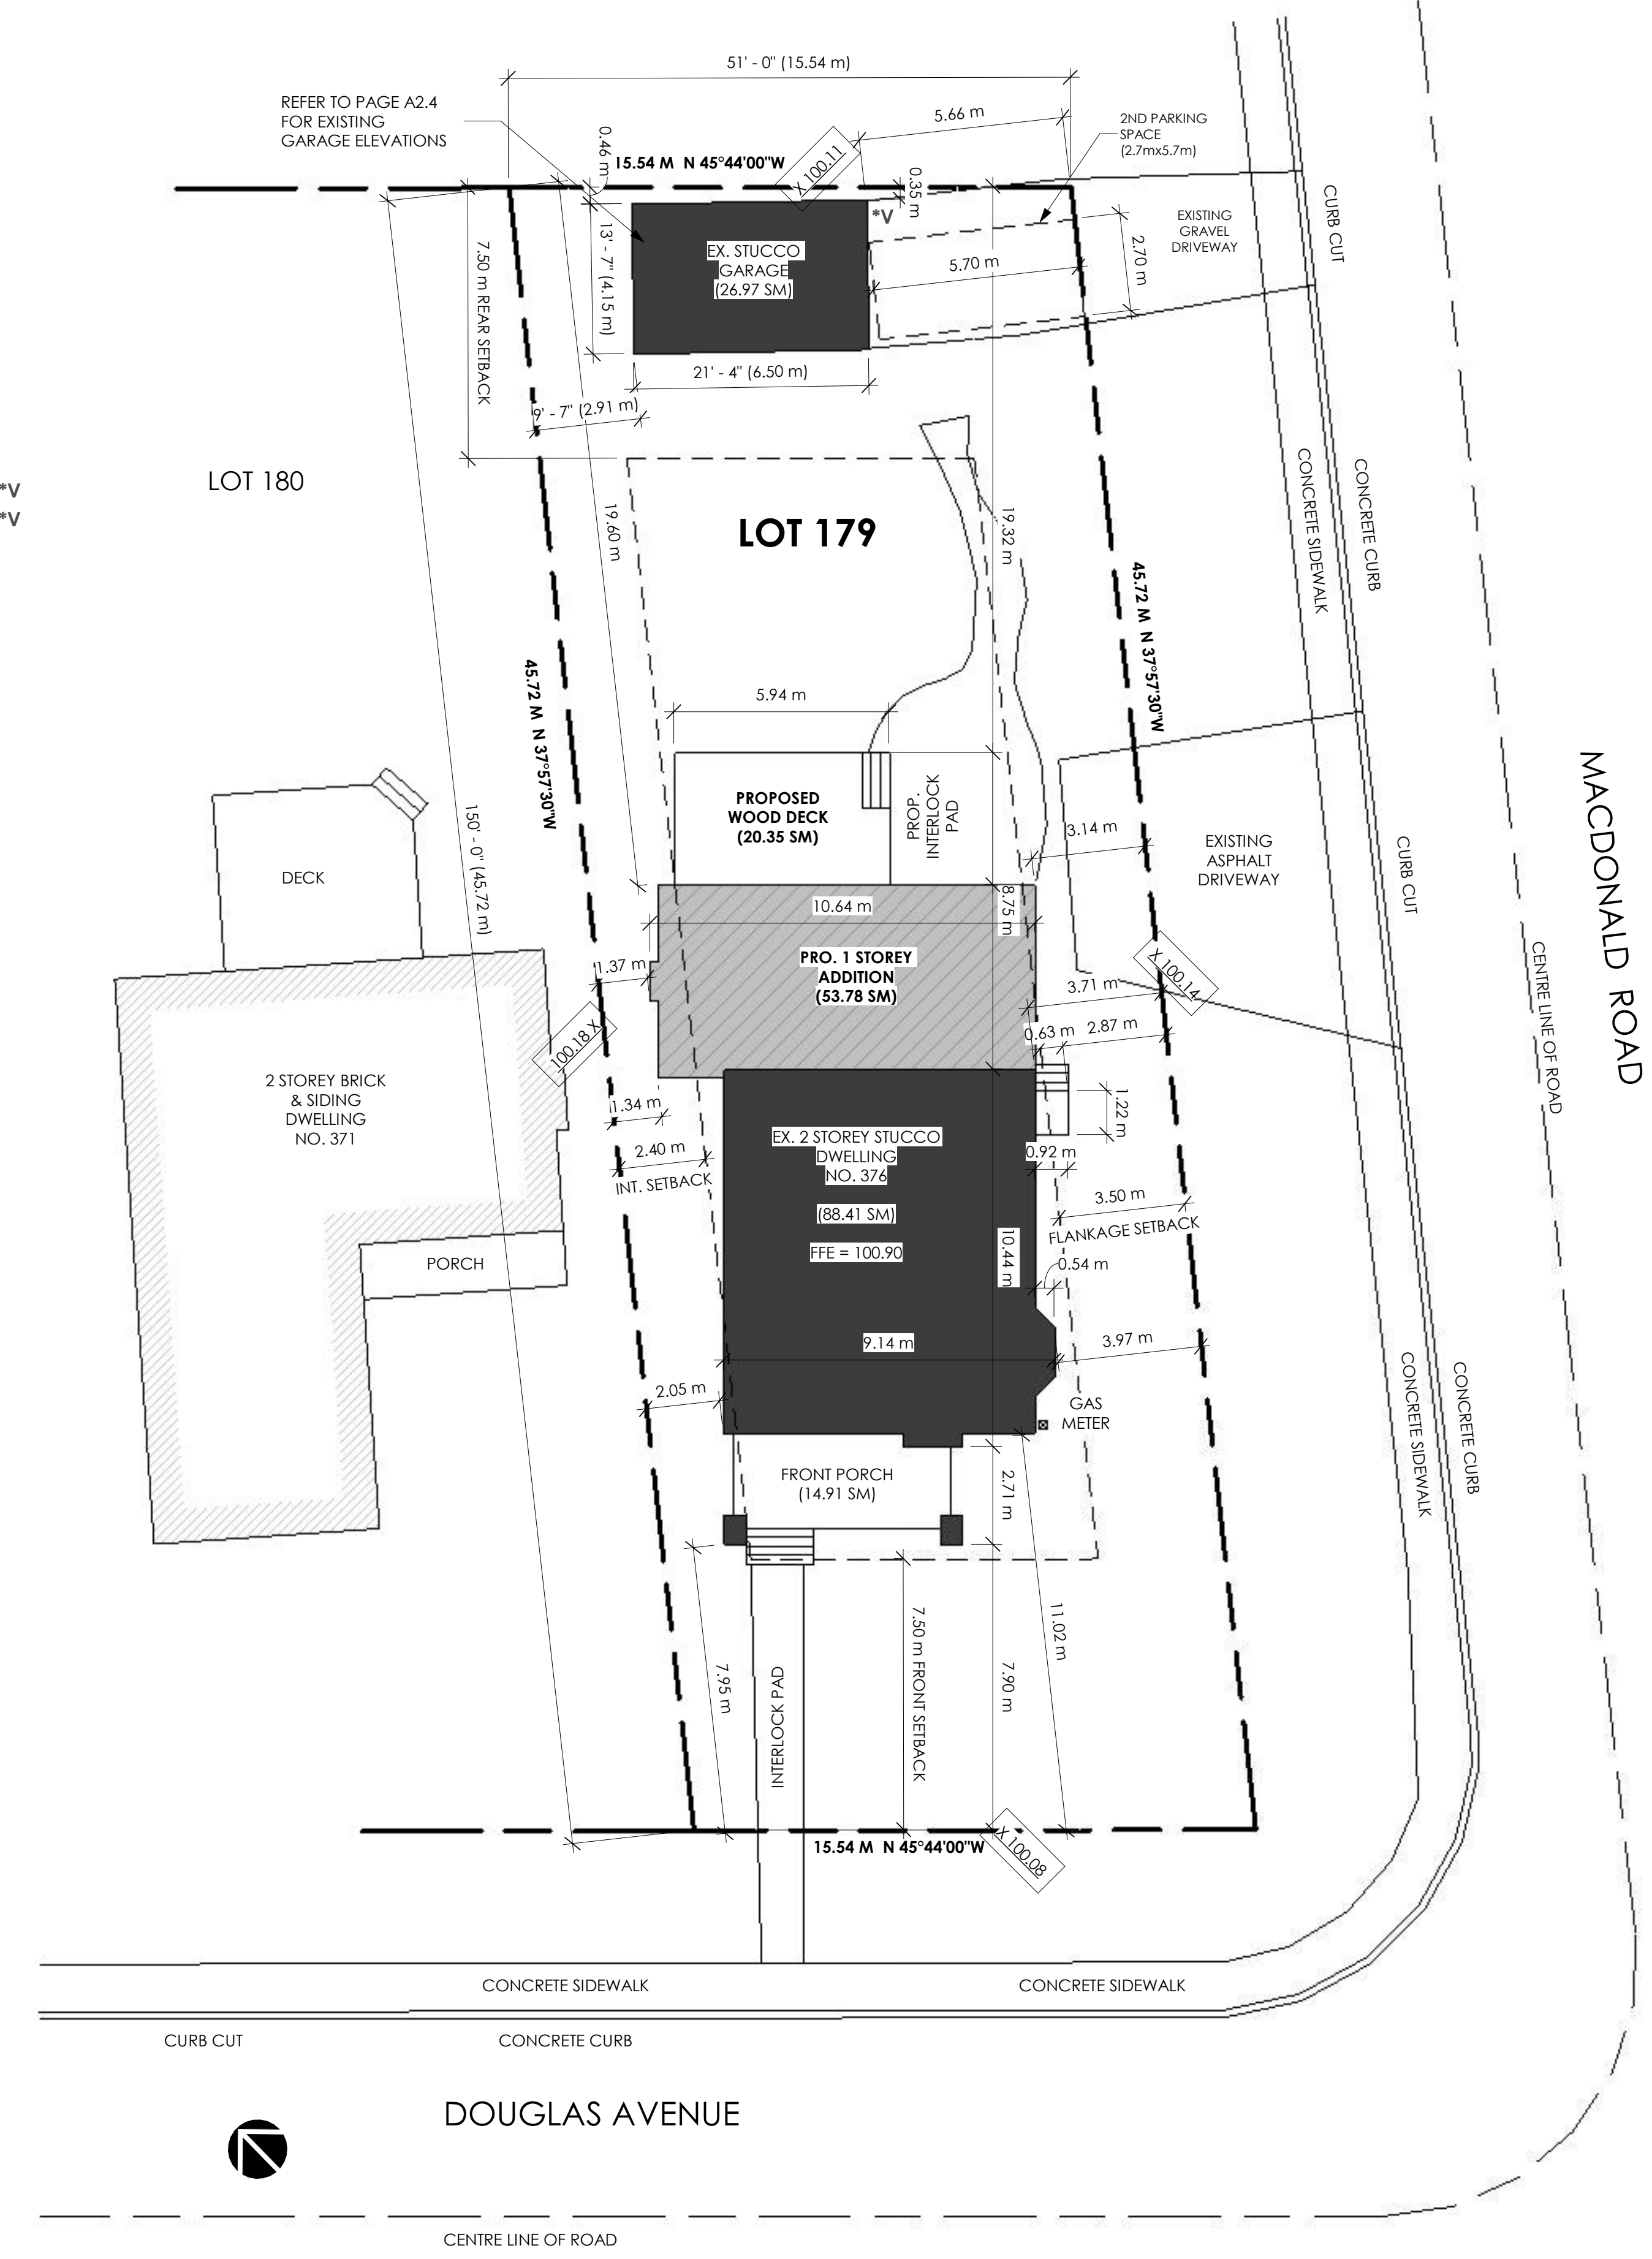 51' - 0" (15.54 m)
REFER TO PAGE A2.4
FOR EXISTING
GARAGE ELEVATIONS
5.66 m
2ND PARKING
SPACE
(2.7mx5.7m)
0.46 m
15.54 M  N 45°44'00"W
X 100.11
0.35 m
*V
CURB CUT
EXISTING
GRAVEL
DRIVEWAY
7.50 m REAR SETBACK
13' - 7" (4.15 m)
EX. STUCCO
GARAGE
(26.97 SM)
5.70 m
2.70 m
21' - 4" (6.50 m)
9' - 7" (2.91 m)
*V
*V
LOT 180
LOT 179
19.60 m
19.32 m
CONCRETE SIDEWALK
CONCRETE CURB
45.72 M  N 37°57'30"W
45.72 M  N 37°57'30"W
5.94 m
MACDONALD ROAD
PROPOSED
WOOD DECK
(20.35 SM)
PROP.
INTERLOCK
PAD
150' - 0" (45.72 m)
3.14 m
EXISTING
ASPHALT
DRIVEWAY
CURB CUT
DECK
10.64 m
8.75 m
PRO. 1 STOREY
ADDITION
(53.78 SM)
1.37 m
3.71 m
X 100.14
CENTRE LINE OF ROAD
100.18 X
0.63 m
2.87 m
2 STOREY BRICK
& SIDING
DWELLING
NO. 371
1.34 m
1.22 m
EX. 2 STOREY STUCCO
DWELLING
NO. 376
(88.41 SM)
FFE = 100.90
2.40 m
INT. SETBACK
0.92 m
3.50 m
FLANKAGE SETBACK
10.44 m
0.54 m
PORCH
9.14 m
3.97 m
2.05 m
GAS
METER
CONCRETE SIDEWALK
CONCRETE CURB
FRONT PORCH
(14.91 SM)
2.71 m
7.95 m
INTERLOCK PAD
7.50 m FRONT SETBACK
7.90 m
11.02 m
15.54 M  N 45°44'00"W
X 100.08
CONCRETE SIDEWALK
CONCRETE SIDEWALK
CURB CUT
CONCRETE CURB
DOUGLAS AVENUE
CENTRE LINE OF ROAD